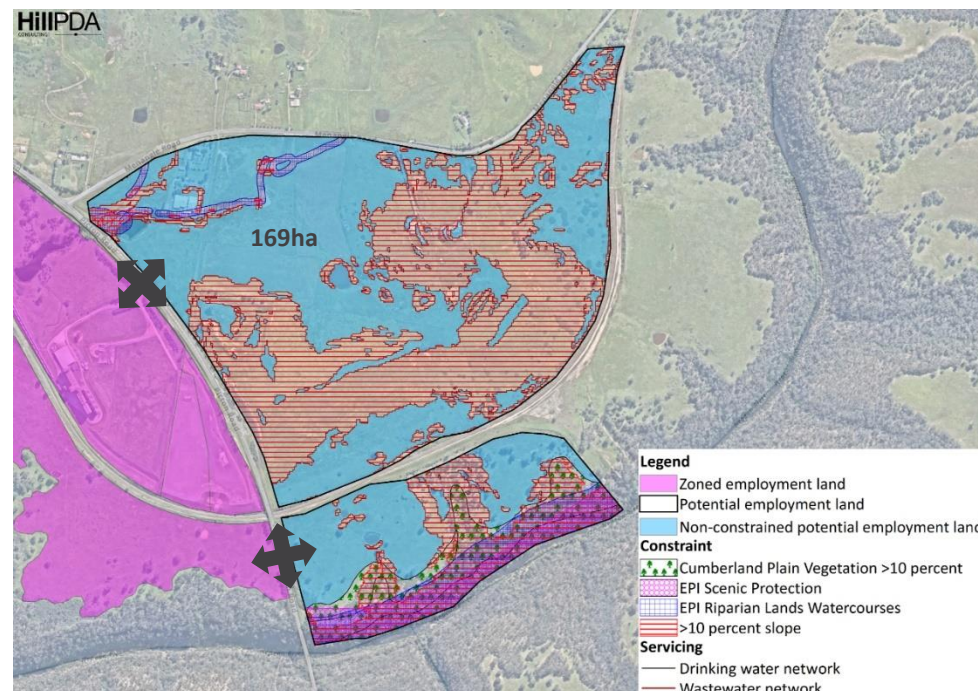 HillPDA
CONSULTING
169ha
Legend
Zoned employment land
Potential employment land
Non-constrained potential employment land
Constraint
Cumberland Plain Vegetation >10 percent
EPI Scenic Protection
EPI Riparian Lands Watercourses
>10 percent slope
Servicing
Drinking water network
Wastewater network